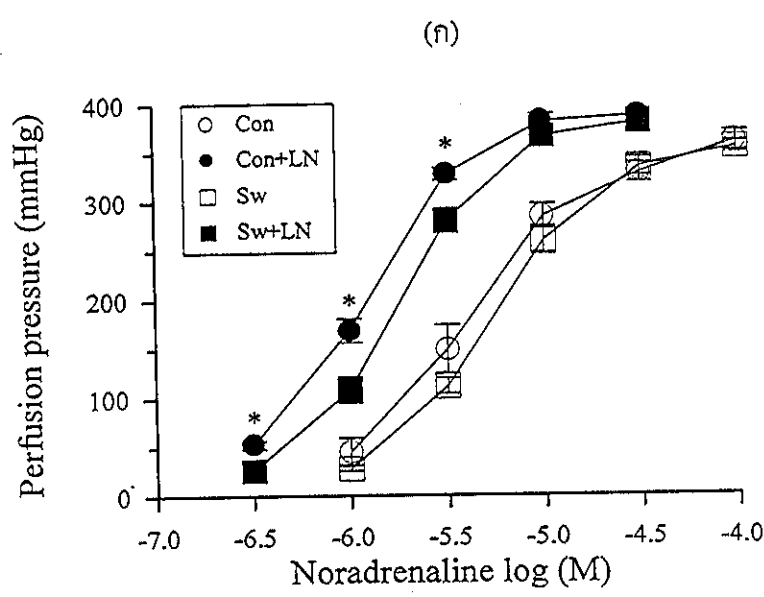 (ก)
Perfusion pressure (mmHg)
400
300
200
100
0
Con
Con+LN
Sw
Sw+LN
*
*
*
-7.0 -6.5 -6.0 -5.5 -5.0 -4.5 -4.0
Noradrenaline log (M)